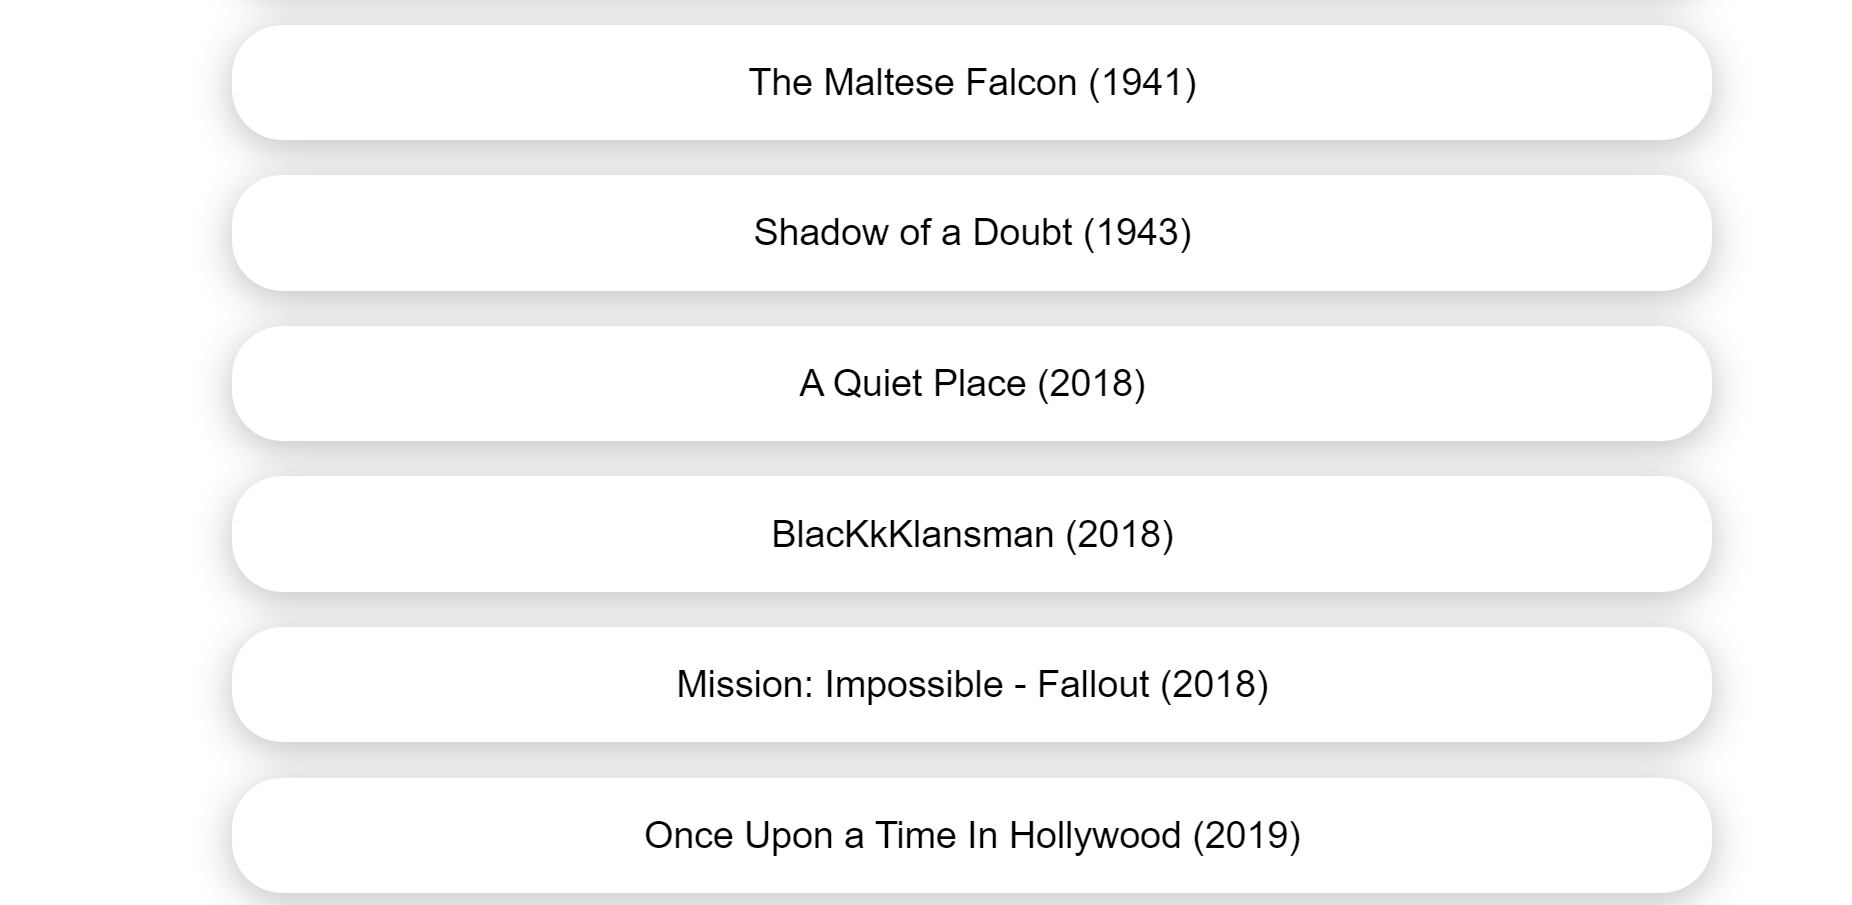 The Maltese Falcon (1941)
Shadow of a Doubt (1943)
A Quiet Place (2018)
BlacKkKlansman (2018)
Mission: Impossible - Fallout (2018)
Once Upon a Time In Hollywood (2019)